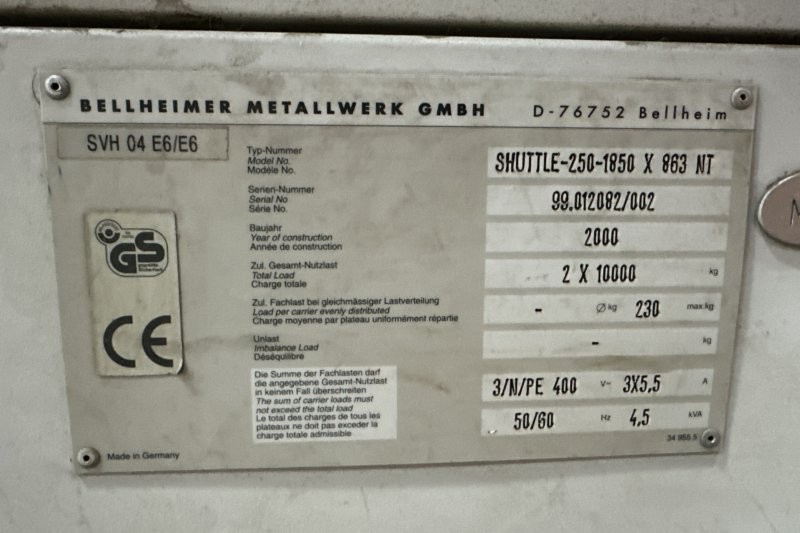 BELLHEIMER METALLWERK GMBH D-76752 Bellheim
SVH 04 E6/E6
Typ-Nummer
Model No.
Modèle No.
SHUTTLE-250-1850 X 863 NT
Serien-Nummer
Serial No
Série No.
99.012082/002
Baujahr
Year of construction
Année de construction
2000
Zul. Gesamt-Nutzlast
Total Load
Charge totale
2 X 10000 kg
Zul. Fachlast bei gleichmässiger Lastverteilung
Load per carrier evenly distributed
Charge moyenne par plateau uniformément répartie
- Ø kg 230 max.kg
Unlast
Imbalance Load
Déséquilibre
- kg
Die Summe der Fachlasten darf
die angegebene Gesamt-Nutzlast
in keinem Fall überschreiten
The sum of carrier loads must
not exceed the total load
Le total des charges de tous les
plateaux ne doit pas exceder la
charge totale admissible
3/N/PE 400 V~ 3X5,5 A
50/60 Hz 4,5 kVA
GS
CE
Made in Germany
34 955.5